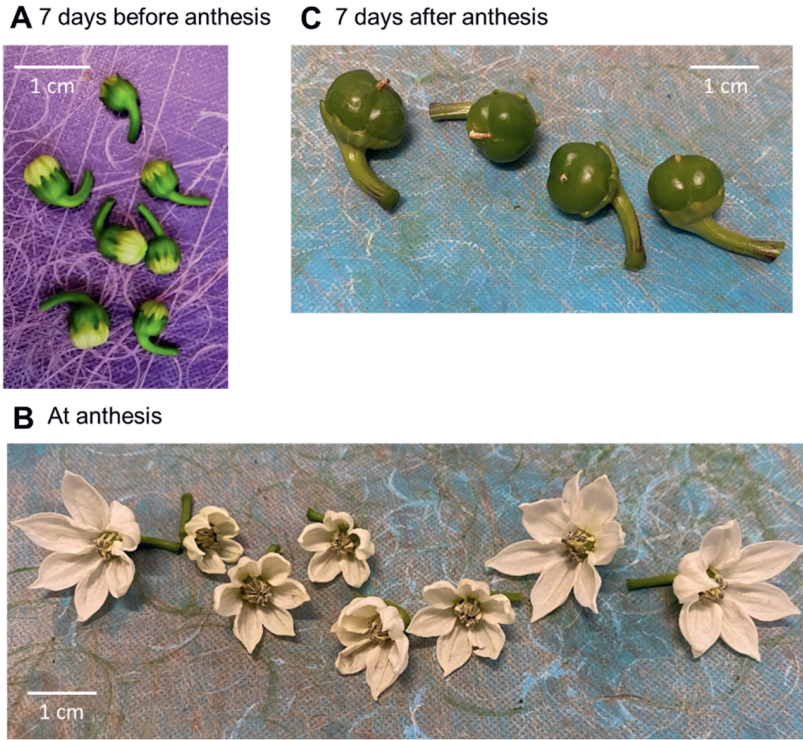 A 7 days before anthesis
1 cm
C 7 days after anthesis
1 cm
B At anthesis
1 cm